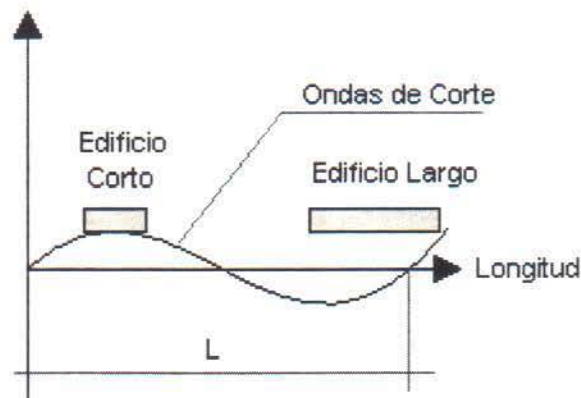 Ondas de Corte
Edificio
Corto
Edificio Largo
Longitud
L